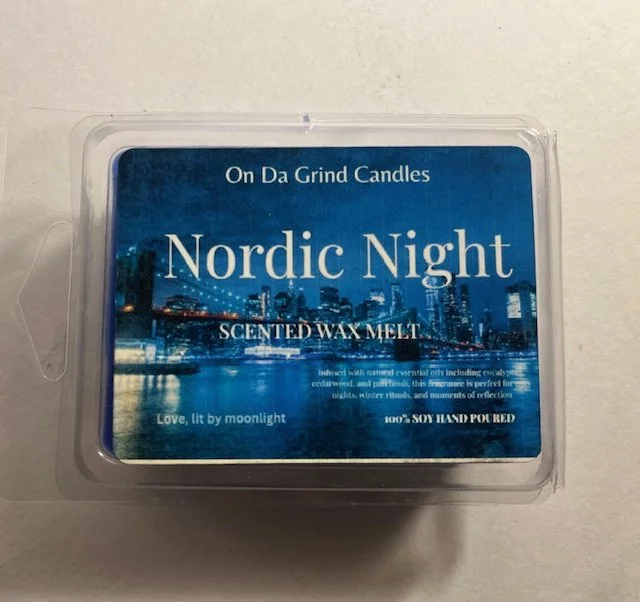 On Da Grind Candles
Nordic Night
SCENTED WAX MELT
Infused with natural essential oils including eucalyptus,
cedarwood, and patchouli, this fragrance is perfect for
nights, winter rituals, and moments of reflection
Love, lit by moonlight
100% SOY HAND POURED